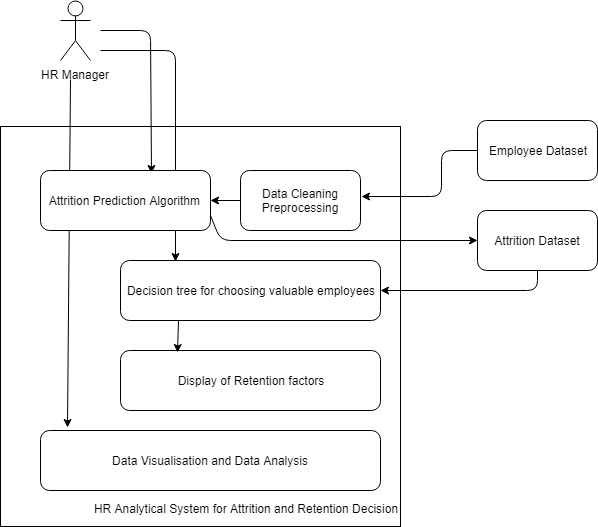 HR Manager
Employee Dataset
Attrition Prediction Algorithm
Data Cleaning
Preprocessing
Attrition Dataset
Decision tree for choosing valuable employees
Display of Retention factors
Data Visualisation and Data Analysis
HR Analytical System for Attrition and Retention Decision